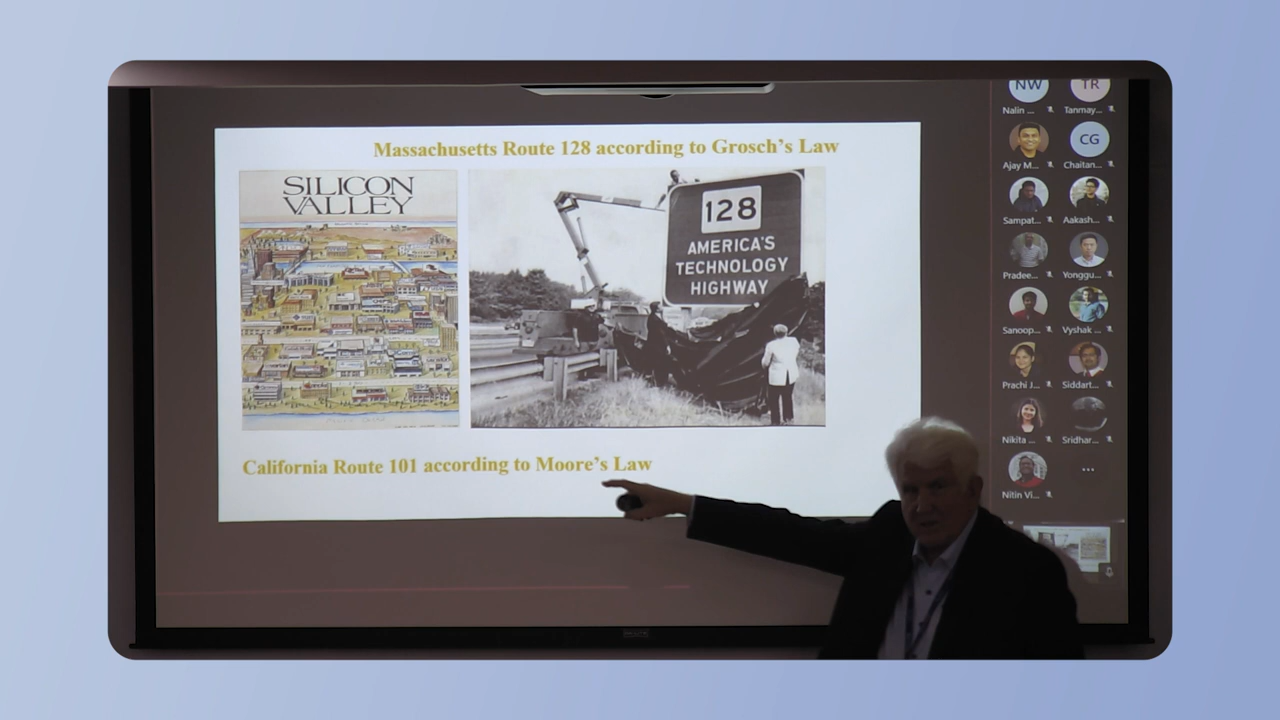 Massachusetts Route 128 according to Grosch's Law
SILICON
VALLEY
128
AMERICA'S
TECHNOLOGY
HIGHWAY
California Route 101 according to Moore's Law
NW
TR
Nalin ...
Tanmay...
CG
Ajay M...
Chaitan...
Sampat...
Aakash...
Pradee...
Yonggu...
Sanoop...
Vyshak ...
Prachi J...
Siddart...
Nikita ...
Sridhar...
Nitin Vi...
...